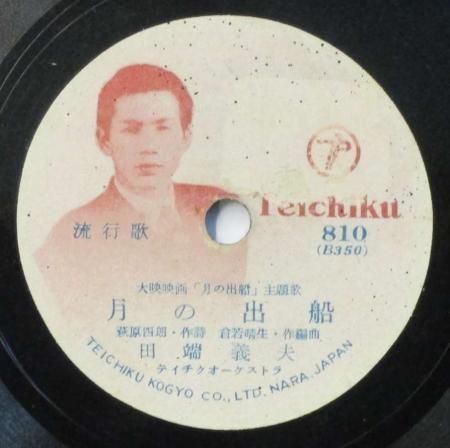 テ
Teichiku
流行歌
810
(B350)
大映映画「月の出船」主題歌
月の出船
萩原四朗・作詩 倉若晴生・作編曲
田端義夫
テイチクオーケストラ
TEICHIKU KOGYO CO., LTD. NARA, JAPAN